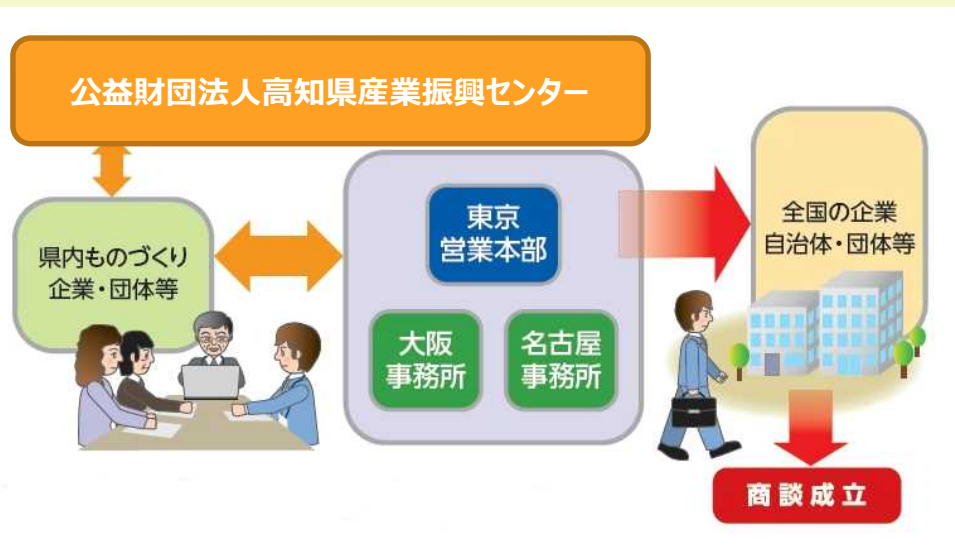 公益財団法人高知県産業振興センター
県内ものづくり
企業・団体等
東京
営業本部
大阪
事務所
名古屋
事務所
全国の企業
自治体・団体等
商談成立